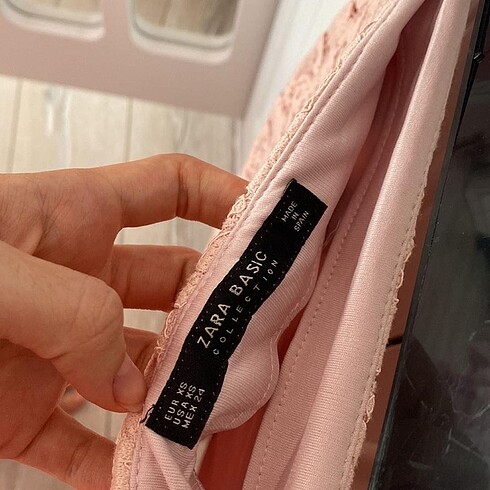 MADE
IN
SPAIN
ZARA BASIC
COLLECTION
EUR XS
USA XS
MEX 24